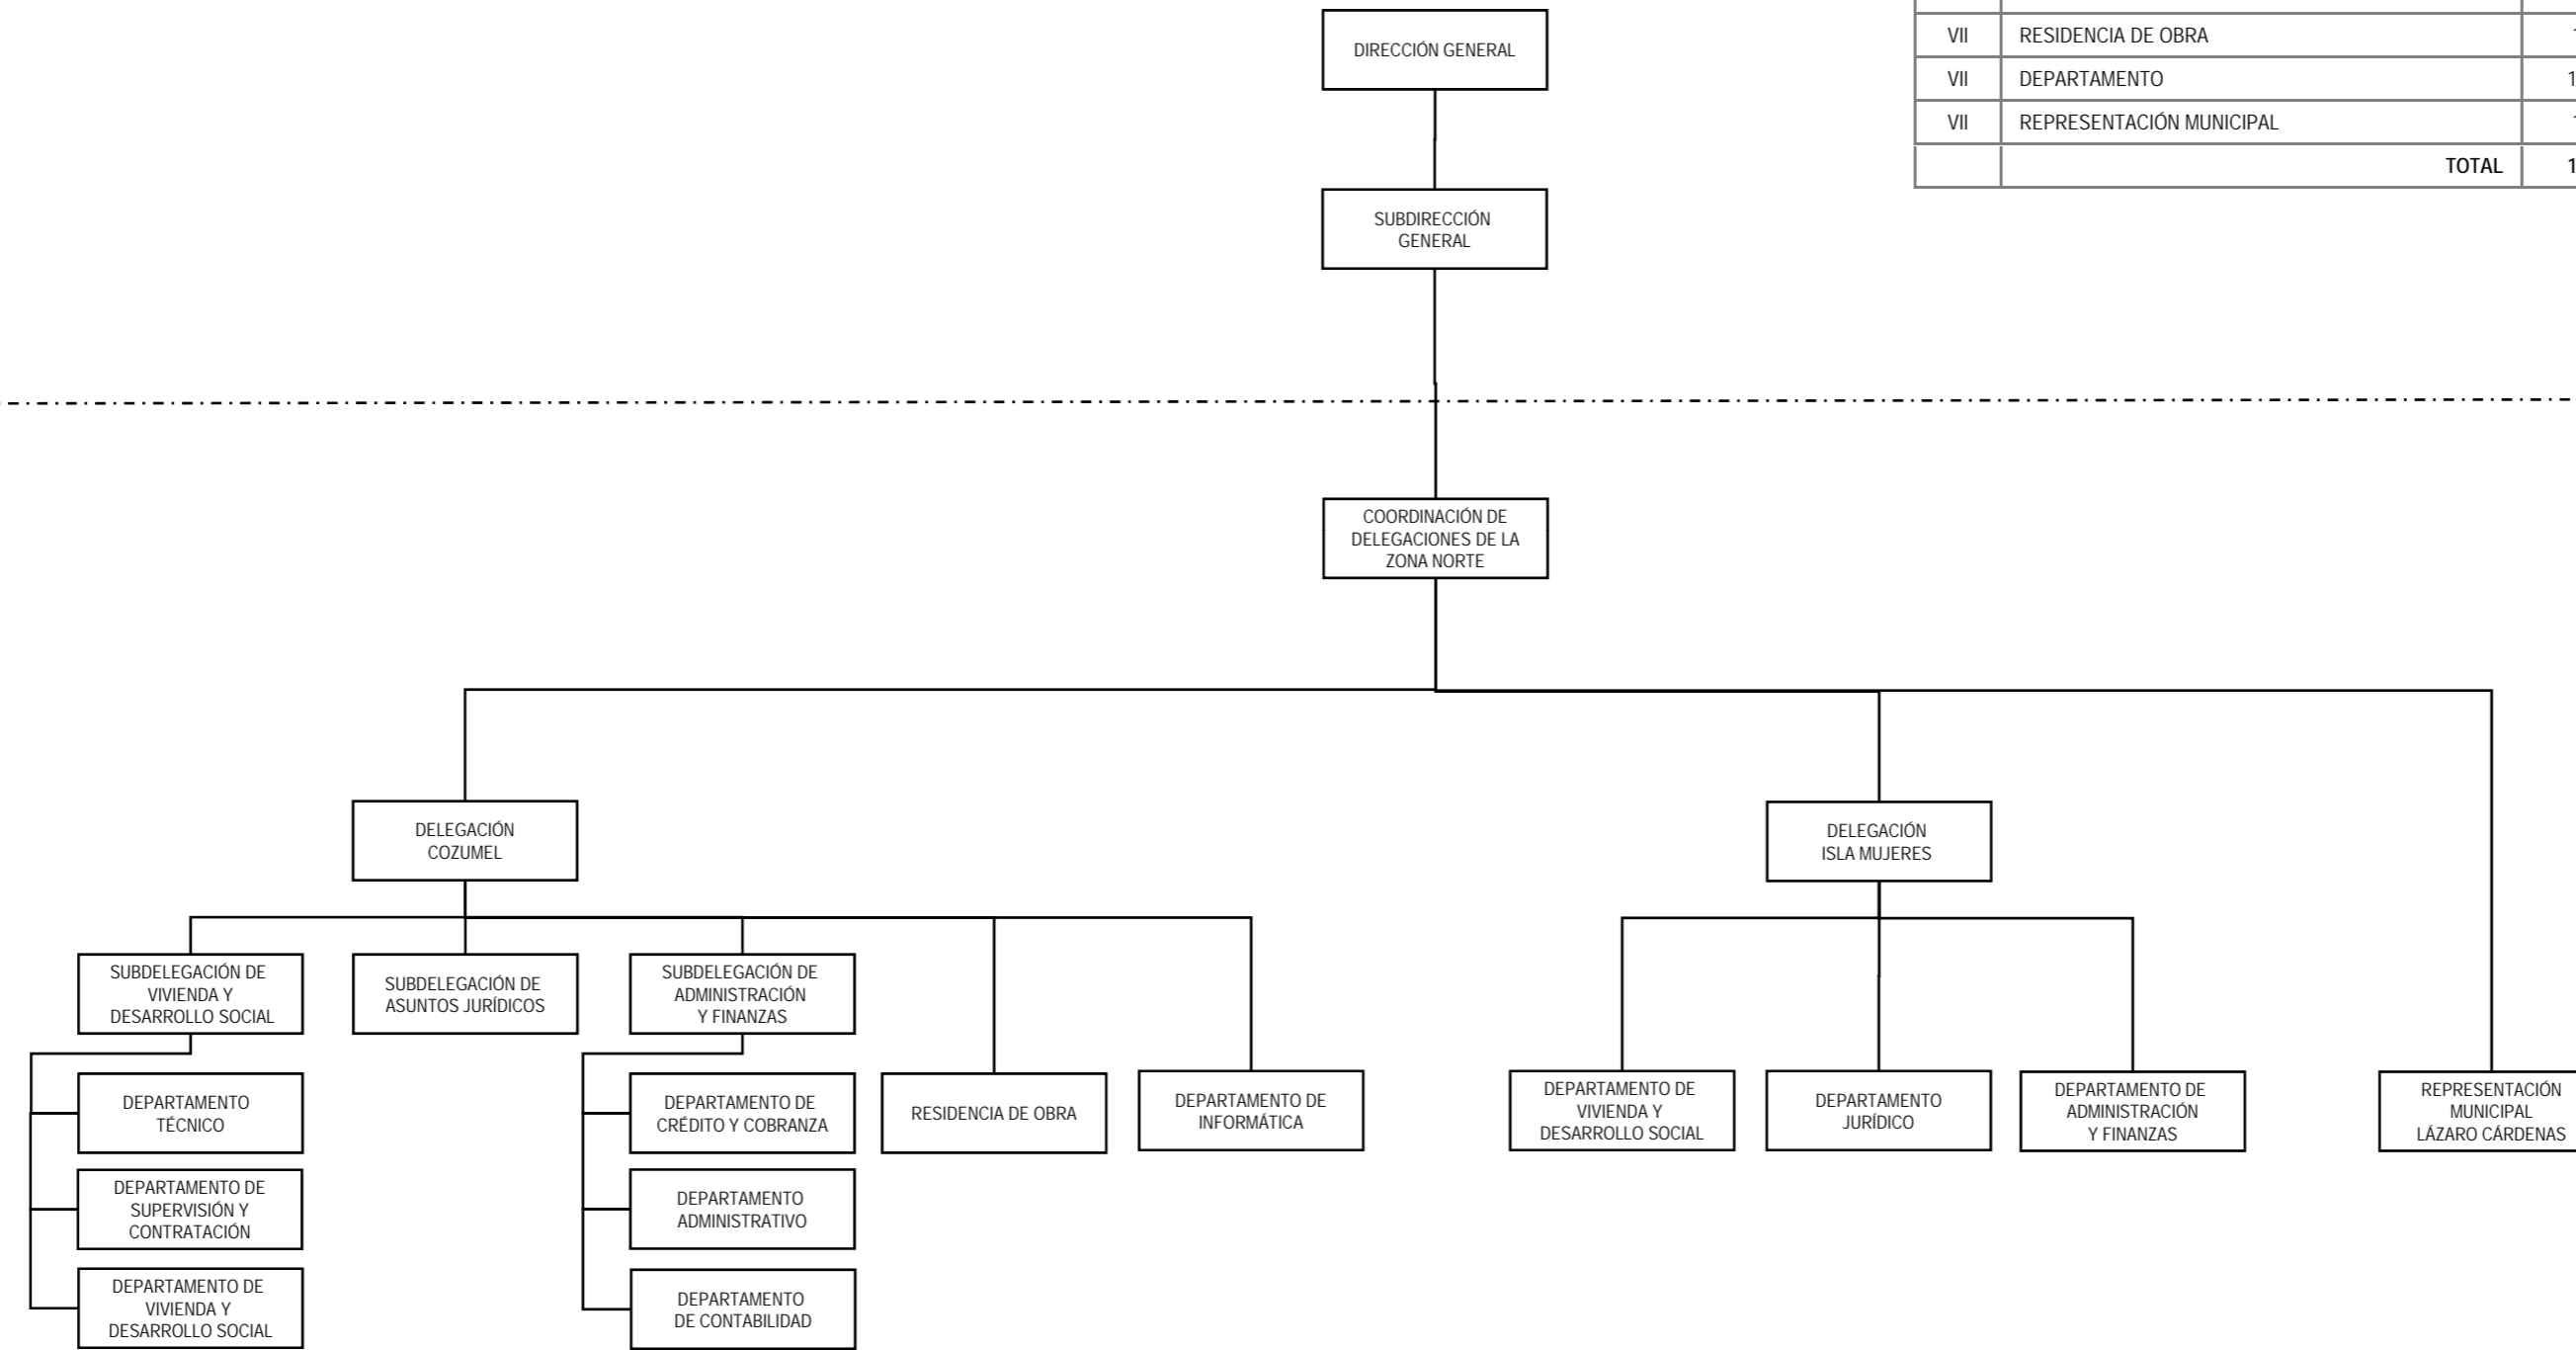 DIRECCIÓN GENERAL
VII RESIDENCIA DE OBRA
VII DEPARTAMENTO
VII REPRESENTACIÓN MUNICIPAL
TOTAL
SUBDIRECCIÓN
GENERAL
COORDINACIÓN DE
DELEGACIONES DE LA
ZONA NORTE
DELEGACIÓN
COZUMEL
DELEGACIÓN
ISLA MUJERES
SUBDELEGACIÓN DE
VIVIENDA Y
DESARROLLO SOCIAL
SUBDELEGACIÓN DE
ASUNTOS JURÍDICOS
SUBDELEGACIÓN DE
ADMINISTRACIÓN
Y FINANZAS
DEPARTAMENTO
TÉCNICO
DEPARTAMENTO DE
CRÉDITO Y COBRANZA
RESIDENCIA DE OBRA
DEPARTAMENTO DE
INFORMÁTICA
DEPARTAMENTO DE
VIVIENDA Y
DESARROLLO SOCIAL
DEPARTAMENTO
JURÍDICO
DEPARTAMENTO DE
ADMINISTRACIÓN
Y FINANZAS
REPRESENTACIÓN
MUNICIPAL
LÁZARO CÁRDENAS
DEPARTAMENTO DE
SUPERVISIÓN Y
CONTRATACIÓN
DEPARTAMENTO
ADMINISTRATIVO
DEPARTAMENTO DE
VIVIENDA Y
DESARROLLO SOCIAL
DEPARTAMENTO
DE CONTABILIDAD